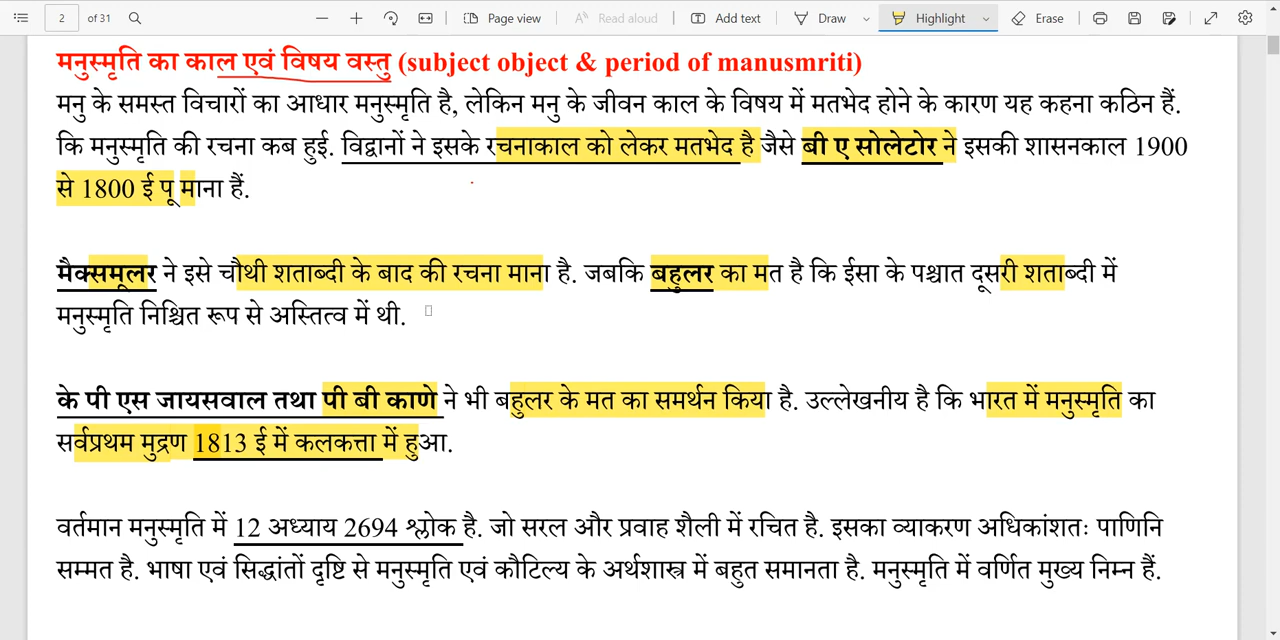 2 of 31 Page view Read aloud Add text Draw Highlight Erase
मनुस्मृति का काल एवं विषय वस्तु (subject object & period of manusmriti)
मनु के समस्त विचारों का आधार मनुस्मृति है, लेकिन मनु के जीवन काल के विषय में मतभेद होने के कारण यह कहना कठिन हैं.
कि मनुस्मृति की रचना कब हुई. विद्वानों ने इसके रचनाकाल को लेकर मतभेद है जैसे बी ए सोलेटोर ने इसकी शासनकाल 1900
से 1800 ई पू माना हैं.
मैक्समूलर ने इसे चौथी शताब्दी के बाद की रचना माना है. जबकि बहुलर का मत है कि ईसा के पश्चात दूसरी शताब्दी में
मनुस्मृति निश्चित रूप से अस्तित्व में थी.
के पी एस जायसवाल तथा पी बी काणे ने भी बहुलर के मत का समर्थन किया है. उल्लेखनीय है कि भारत में मनुस्मृति का
सर्वप्रथम मुद्रण 1813 ई में कलकत्ता में हुआ.
वर्तमान मनुस्मृति में 12 अध्याय 2694 श्लोक है. जो सरल और प्रवाह शैली में रचित है. इसका व्याकरण अधिकांशतः पाणिनि
सम्मत है. भाषा एवं सिद्धांतों दृष्टि से मनुस्मृति एवं कौटिल्य के अर्थशास्त्र में बहुत समानता है. मनुस्मृति में वर्णित मुख्य निम्न हैं.